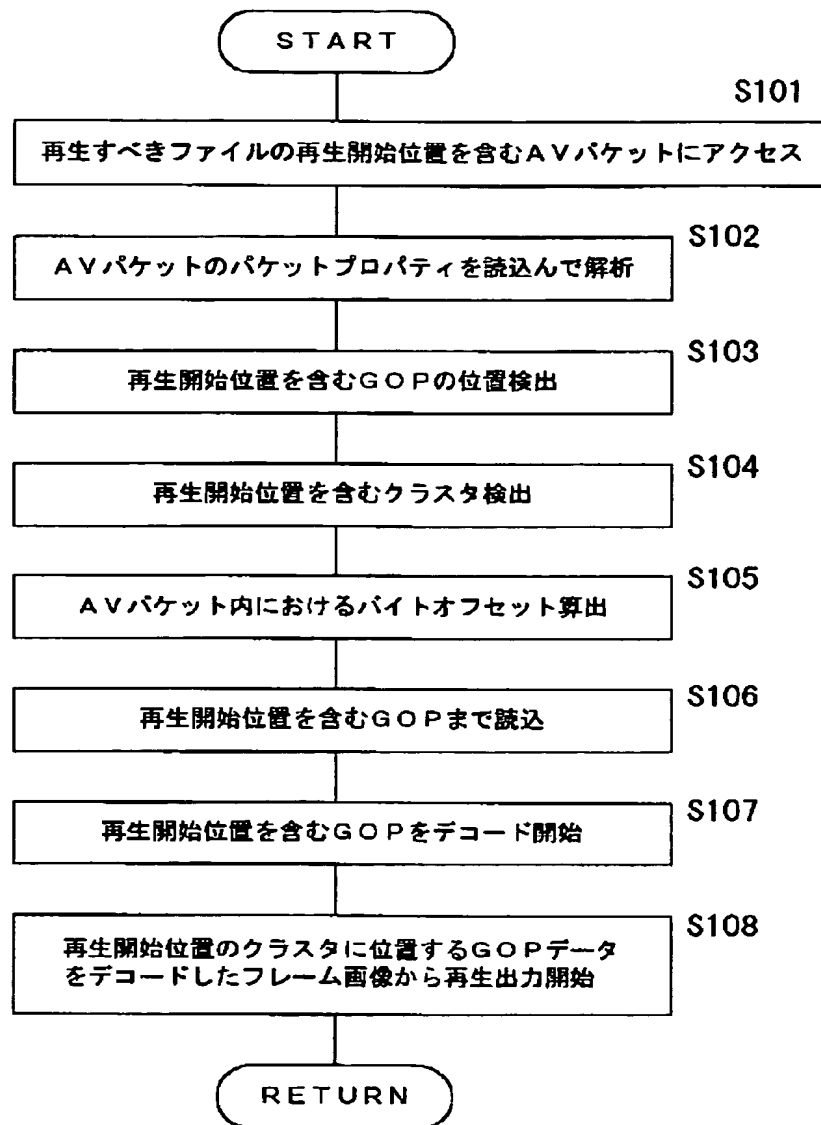 START
S101
再生すべきファイルの再生開始位置を含むAVパケットにアクセス
S102
AVパケットのパケットプロパティを読込んで解析
S103
再生開始位置を含むGOPの位置検出
S104
再生開始位置を含むクラスタ検出
S105
AVパケット内におけるバイトオフセット算出
S106
再生開始位置を含むGOPまで読込
S107
再生開始位置を含むGOPをデコード開始
S108
再生開始位置のクラスタに位置するGOPデータ
をデコードしたフレーム画像から再生出力開始
RETURN